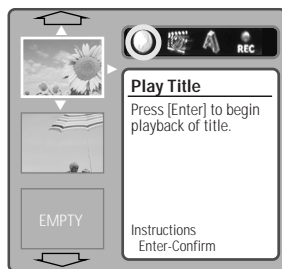 REC
Play Title
Press [Enter] to begin
playback of title.
EMPTY
Instructions
Enter-Confirm